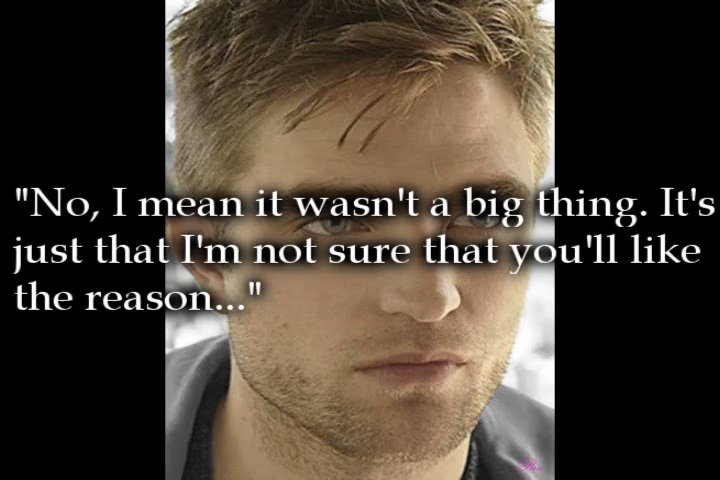 "No, I mean it wasn't a big thing. It's
just that I'm not sure that you'll like
the reason..."